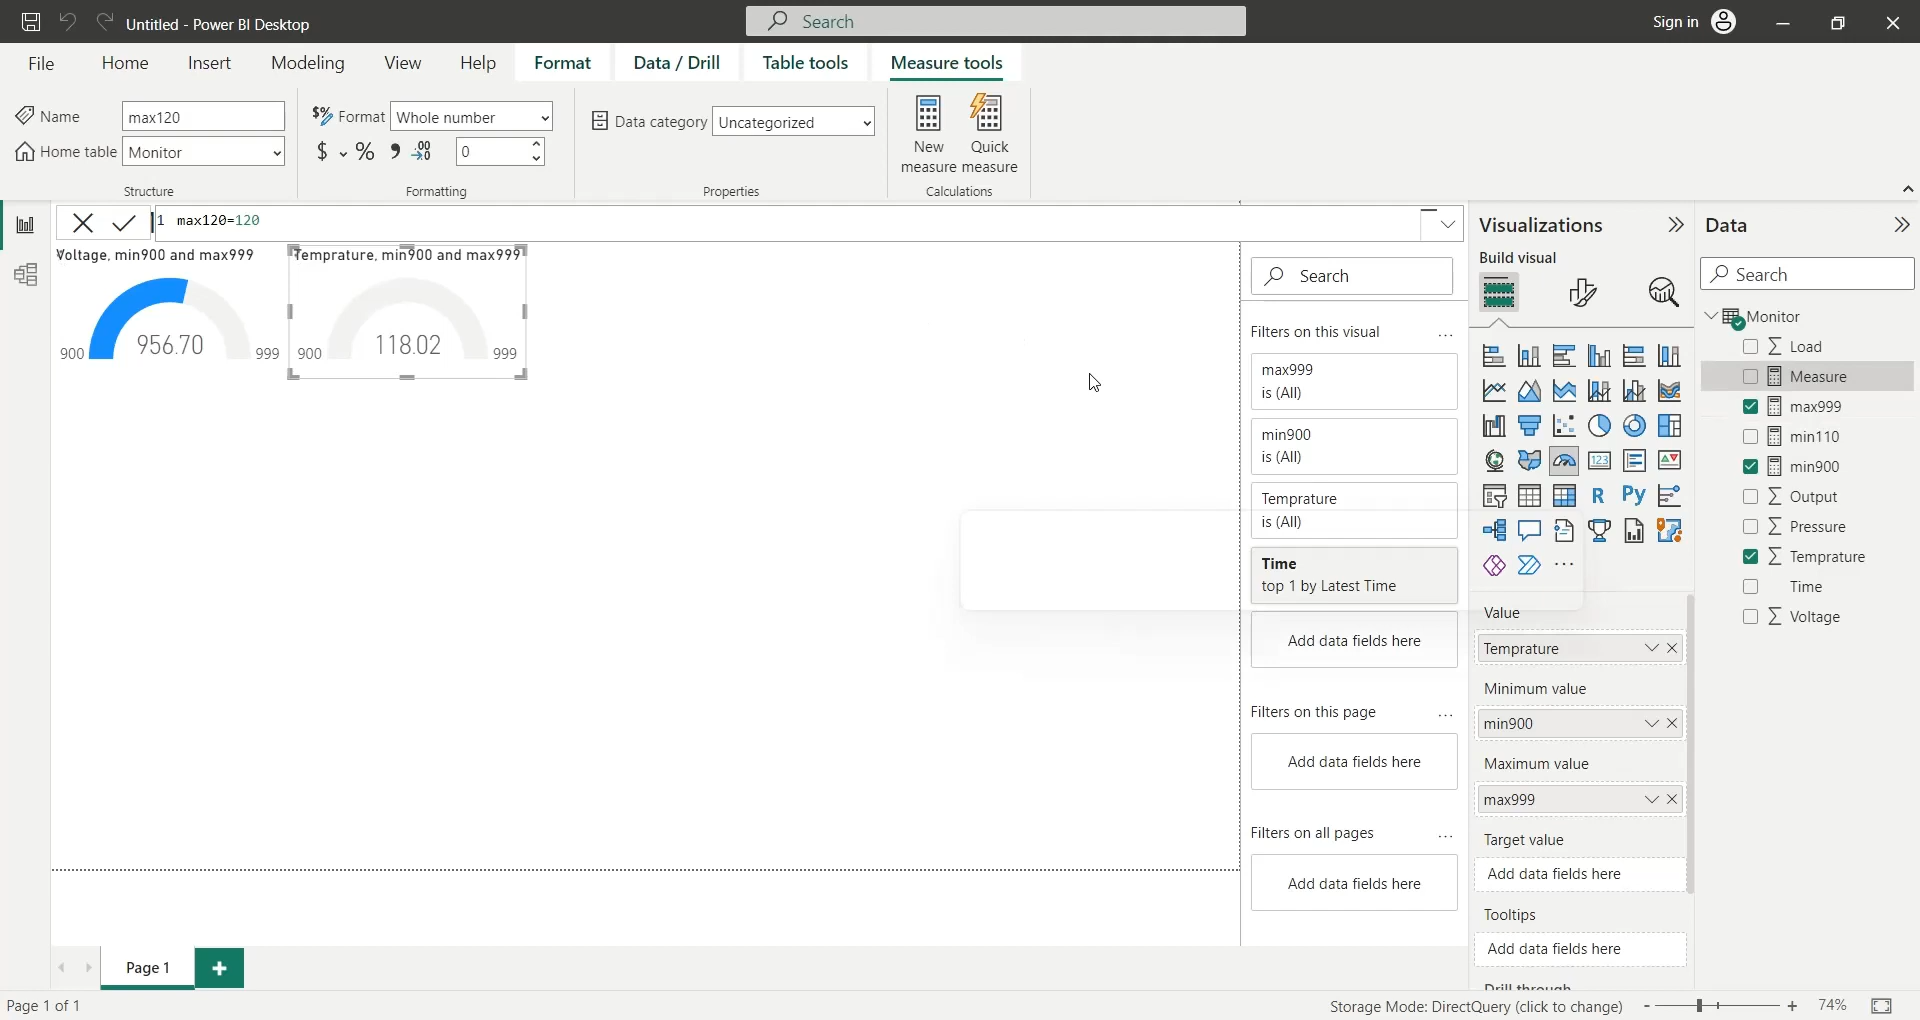 Untitled - Power BI Desktop
Search
Sign in
File
Home
Insert
Modeling
View
Help
Format
Data / Drill
Table tools
Measure tools
Name
max120
Home table
Monitor
Structure
Format
Whole number
$
%
0
Formatting
Data category
Uncategorized
Properties
New
measure
Quick
measure
Calculations
1 max120=120
Voltage, min900 and max999
900
956.70
999
Temprature, min900 and max999
900
118.02
999
Search
Filters on this visual
...
max999
is (All)
min900
is (All)
Temprature
is (All)
Time
top 1 by Latest Time
Add data fields here
Filters on this page
...
Add data fields here
Filters on all pages
...
Add data fields here
Visualizations
Build visual
123
R
Py
...
Value
Temprature
Minimum value
min900
Maximum value
max999
Target value
Add data fields here
Tooltips
Add data fields here
Data
Search
Monitor
Load
Measure
max999
min110
min900
Output
Pressure
Temprature
Time
Voltage
Page 1
Page 1 of 1
Storage Mode: DirectQuery (click to change)
- + 74%